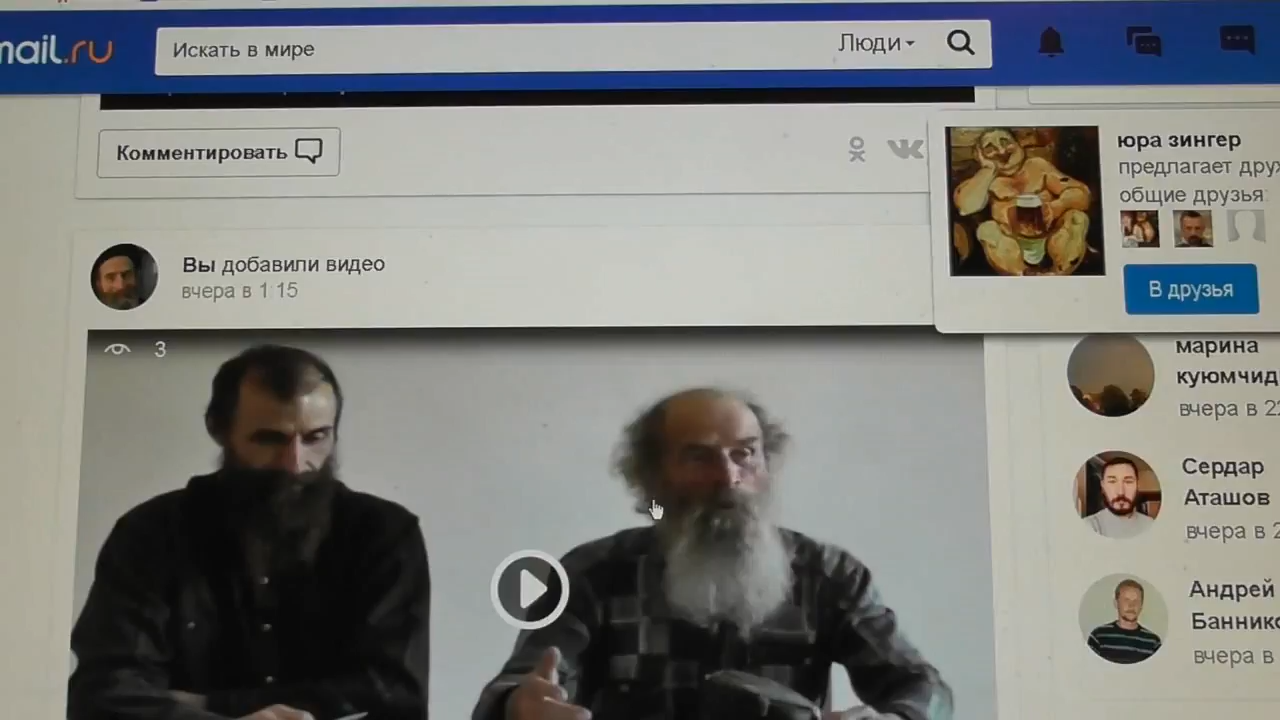 mail.ru
Искать в мире
Люди
Комментировать
юра зингер
предлагает друж
общие друзья:
В друзья
Вы добавили видео
вчера в 1:15
3
марина
куюмчид
вчера в 22
Сердар
Аташов
вчера в 2
Андрей
Банник
вчера в